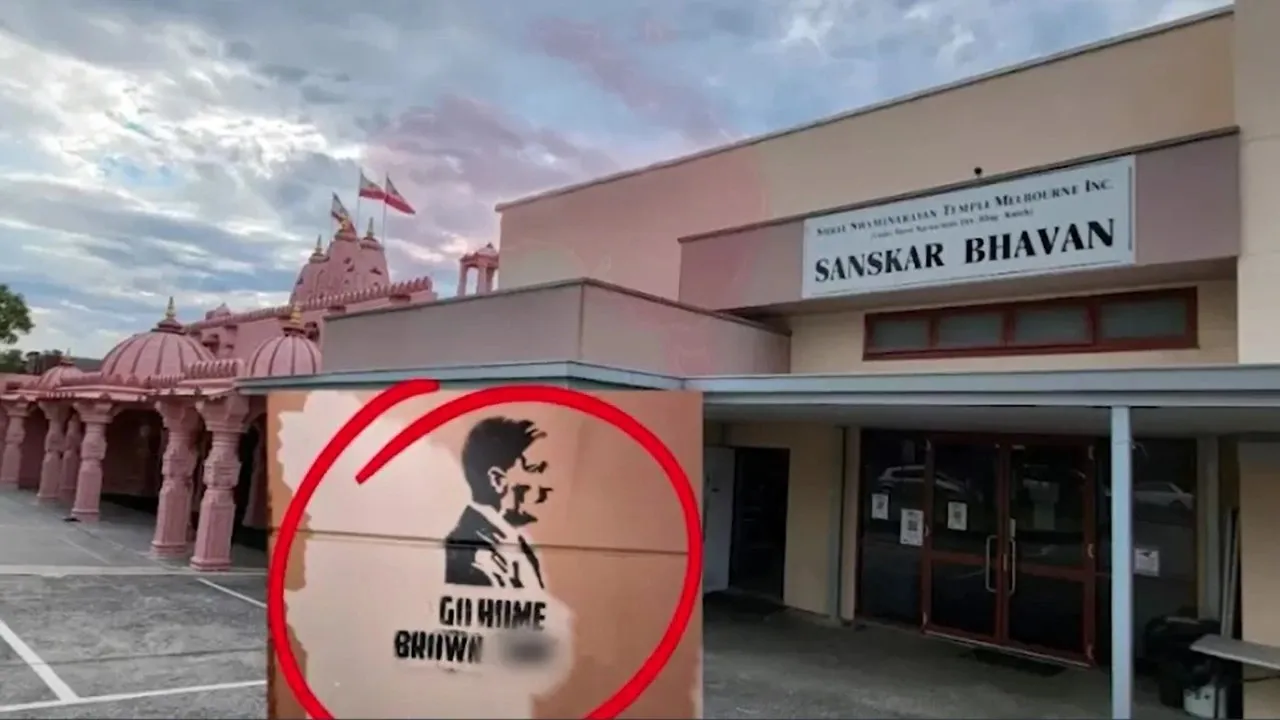 SHREE SWAMINARAYAN TEMPLE MELBOURNE INC.
SANSKAR BHAVAN
GO HOME
BROWN